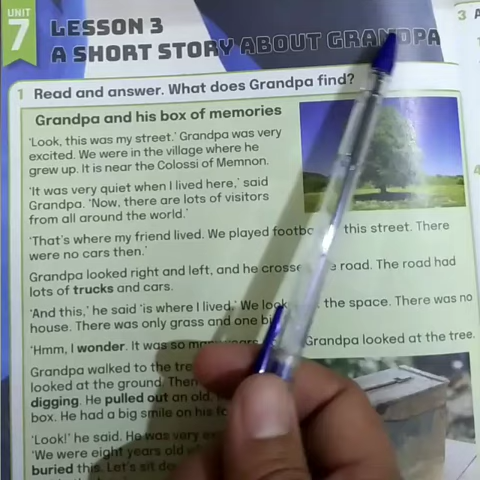 UNIT
7
LESSON 3
A SHORT STORY ABOUT GRANDPA
3 A
1 Read and answer. What does Grandpa find?
Grandpa and his box of memories
'Look, this was my street.' Grandpa was very
excited. We were in the village where he
grew up. It is near the Colossi of Memnon.
'It was very quiet when I lived here,' said
Grandpa. 'Now, there are lots of visitors
from all around the world.'
'That's where my friend lived. We played this street. There
were no cars then.'
Grandpa looked right and left, and he road. The road had
lots of trucks and cars.
'And this,' he said 'is where I lived.' We the space. There was no
house. There was only grass and one
'Hmm, I wonder. It was so Grandpa looked at the tree.
Grandpa walked to the
looked at the ground.
digging. He pulled out an old
box. He had a big smile on his
'Look!' he said. He was very
'We were eight years old
buried this. Let's sit